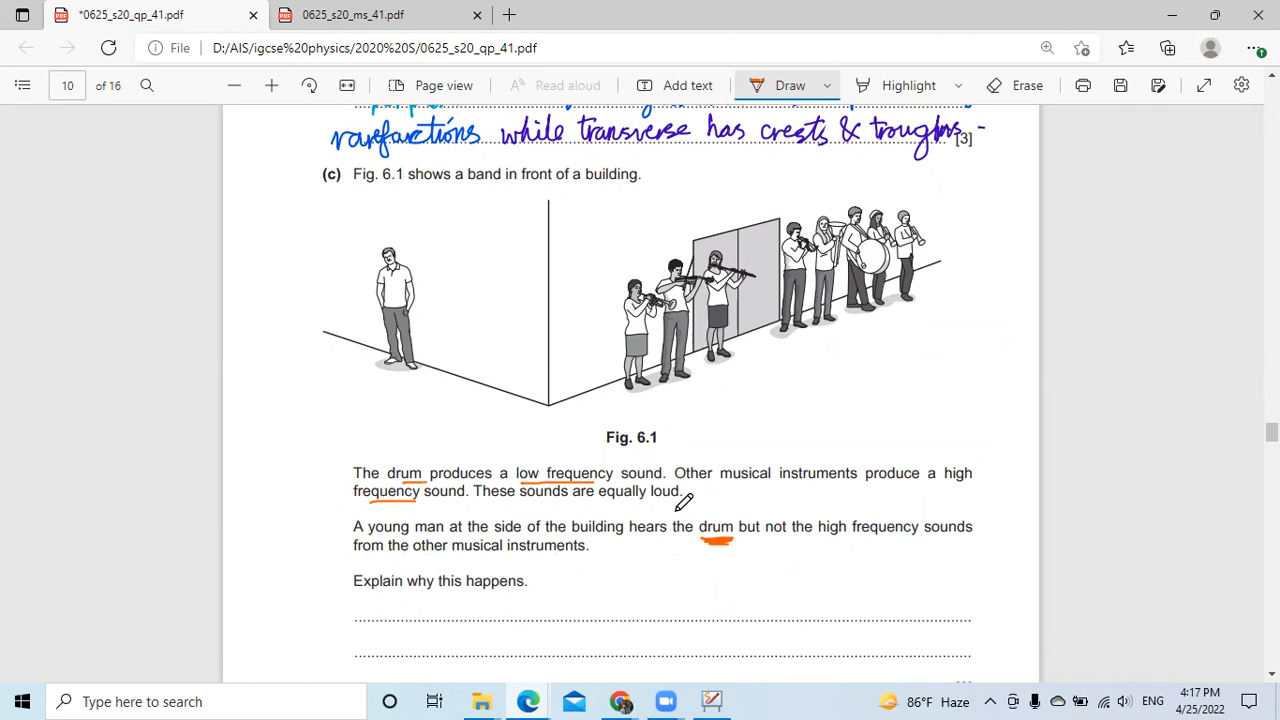 *0625_s20_qp_41.pdf
0625_s20_ms_41.pdf
File D:/AIS/igcse%20physics/2020%20S/0625_s20_qp_41.pdf
10 of 16 Page view Read aloud Add text Draw Highlight Erase
rarefractions while transverse has crests & troughs - [3]
(c) Fig. 6.1 shows a band in front of a building.
Fig. 6.1
The drum produces a low frequency sound. Other musical instruments produce a high
frequency sound. These sounds are equally loud.
A young man at the side of the building hears the drum but not the high frequency sounds
from the other musical instruments.
Explain why this happens.
Type here to search
86°F Haze
ENG
4:17 PM
4/25/2022